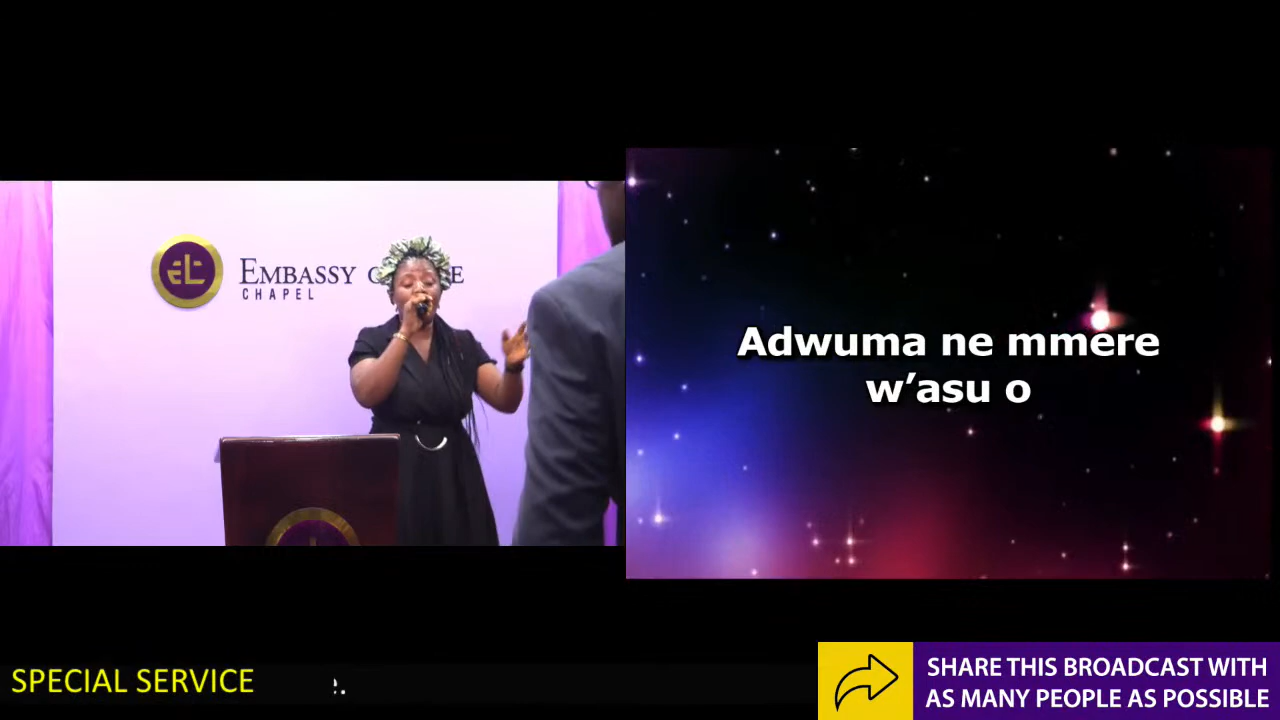 EMBASSY
CHAPEL
Adwuma ne mmere
w’asu o
SPECIAL SERVICE
SHARE THIS BROADCAST WITH
AS MANY PEOPLE AS POSSIBLE